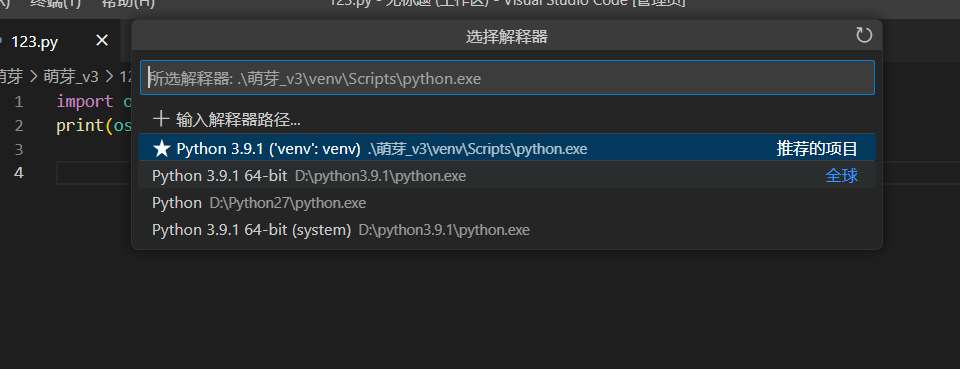 终端(T) 帮助(H) 123.py - 无标题 (工作区) - Visual Studio Code [管理员]
123.py
选择解释器
所选解释器: .\萌芽_v3\venv\Scripts\python.exe
萌芽 > 萌芽_v3 > 12
输入解释器路径...
1 import o
2 print(os
3
4
Python 3.9.1 ('venv': venv) .\萌芽_v3\venv\Scripts\python.exe 推荐的项目
Python 3.9.1 64-bit D:\python3.9.1\python.exe 全球
Python D:\Python27\python.exe
Python 3.9.1 64-bit (system) D:\python3.9.1\python.exe